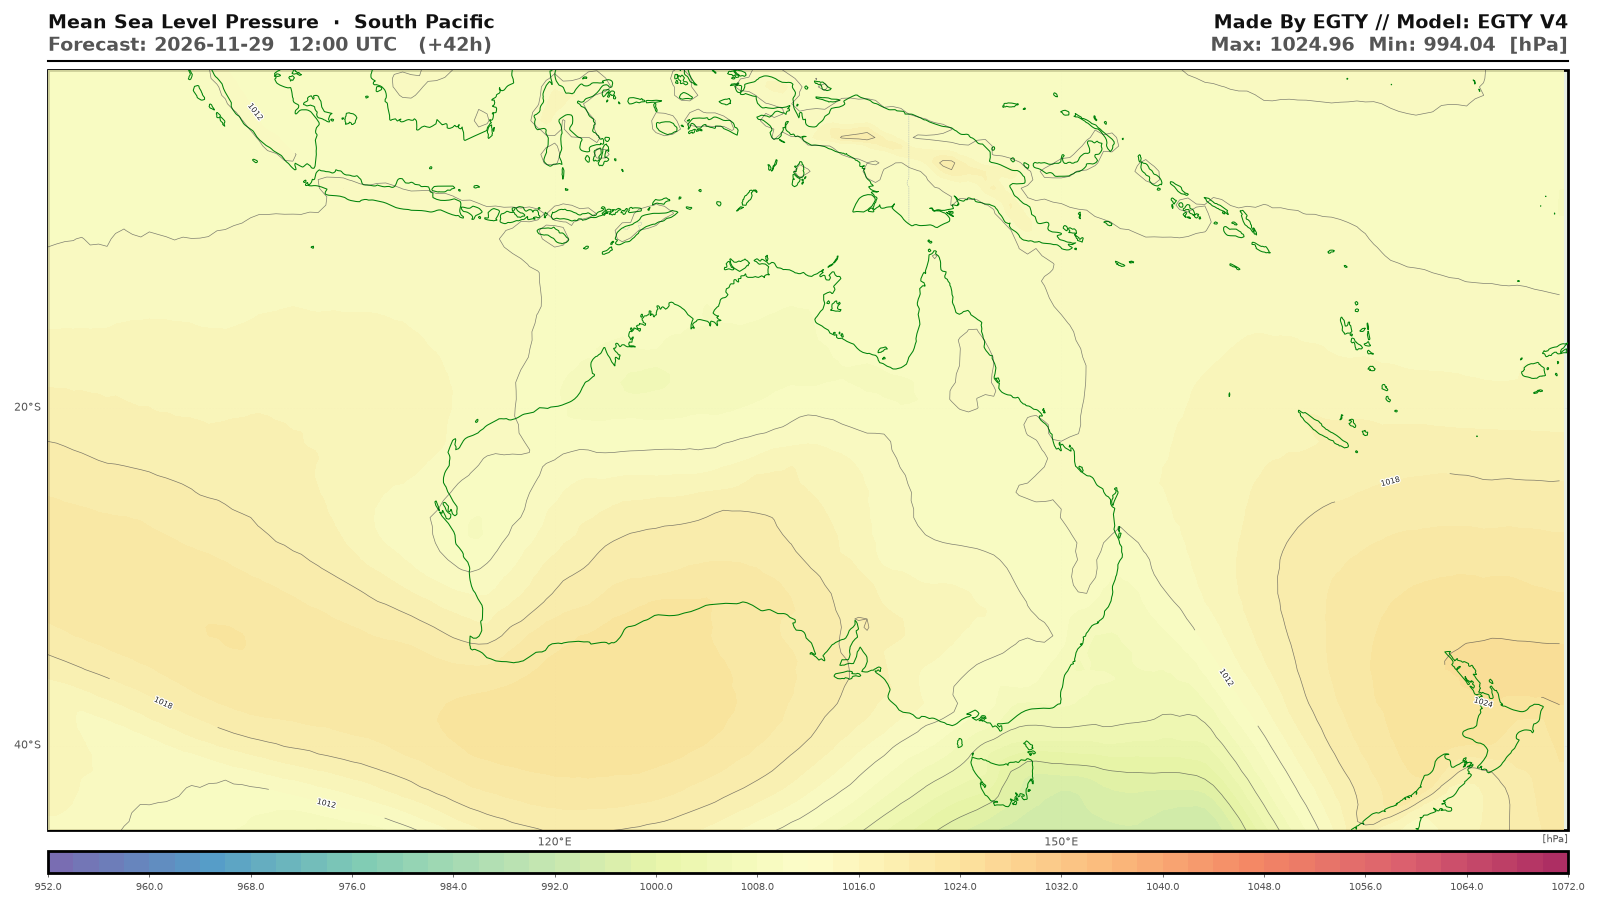 Mean Sea Level Pressure · South Pacific
Made By EGTY // Model: EGTY V4
Forecast: 2026-11-29 12:00 UTC (+42h)
Max: 1024.96 Min: 994.04 [hPa]
1012
20°S
1018
1012
1018
1024
40°S
1012
120°E
150°E
[hPa]
952.0
960.0
968.0
976.0
984.0
992.0
1000.0
1008.0
1016.0
1024.0
1032.0
1040.0
1048.0
1056.0
1064.0
1072.0